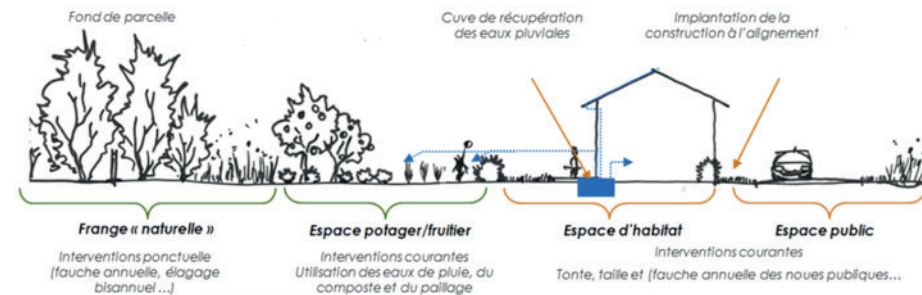 Fond de parcelle
Cuve de récupération
des eaux pluviales
Implantation de la
construction à l'alignement
Frange « naturelle »
Interventions ponctuelle
(fauche annuelle, élagage
bisannuel ...)
Espace potager/fruitier
Interventions courantes
Utilisation des eaux de pluie, du
composte et du paillage
Espace d'habitat
Espace public
Interventions courantes
Tonte, taille et (fauche annuelle des noues publiques...